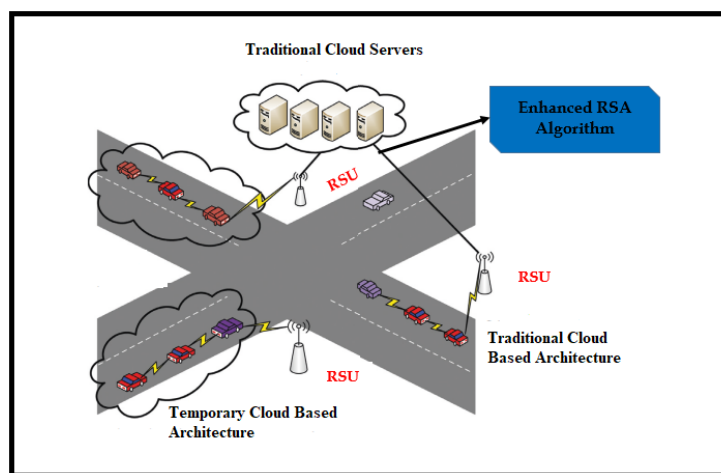 Traditional Cloud Servers
Enhanced RSA
Algorithm
RSU
RSU
Traditional Cloud
Based Architecture
RSU
Temporary Cloud Based
Architecture